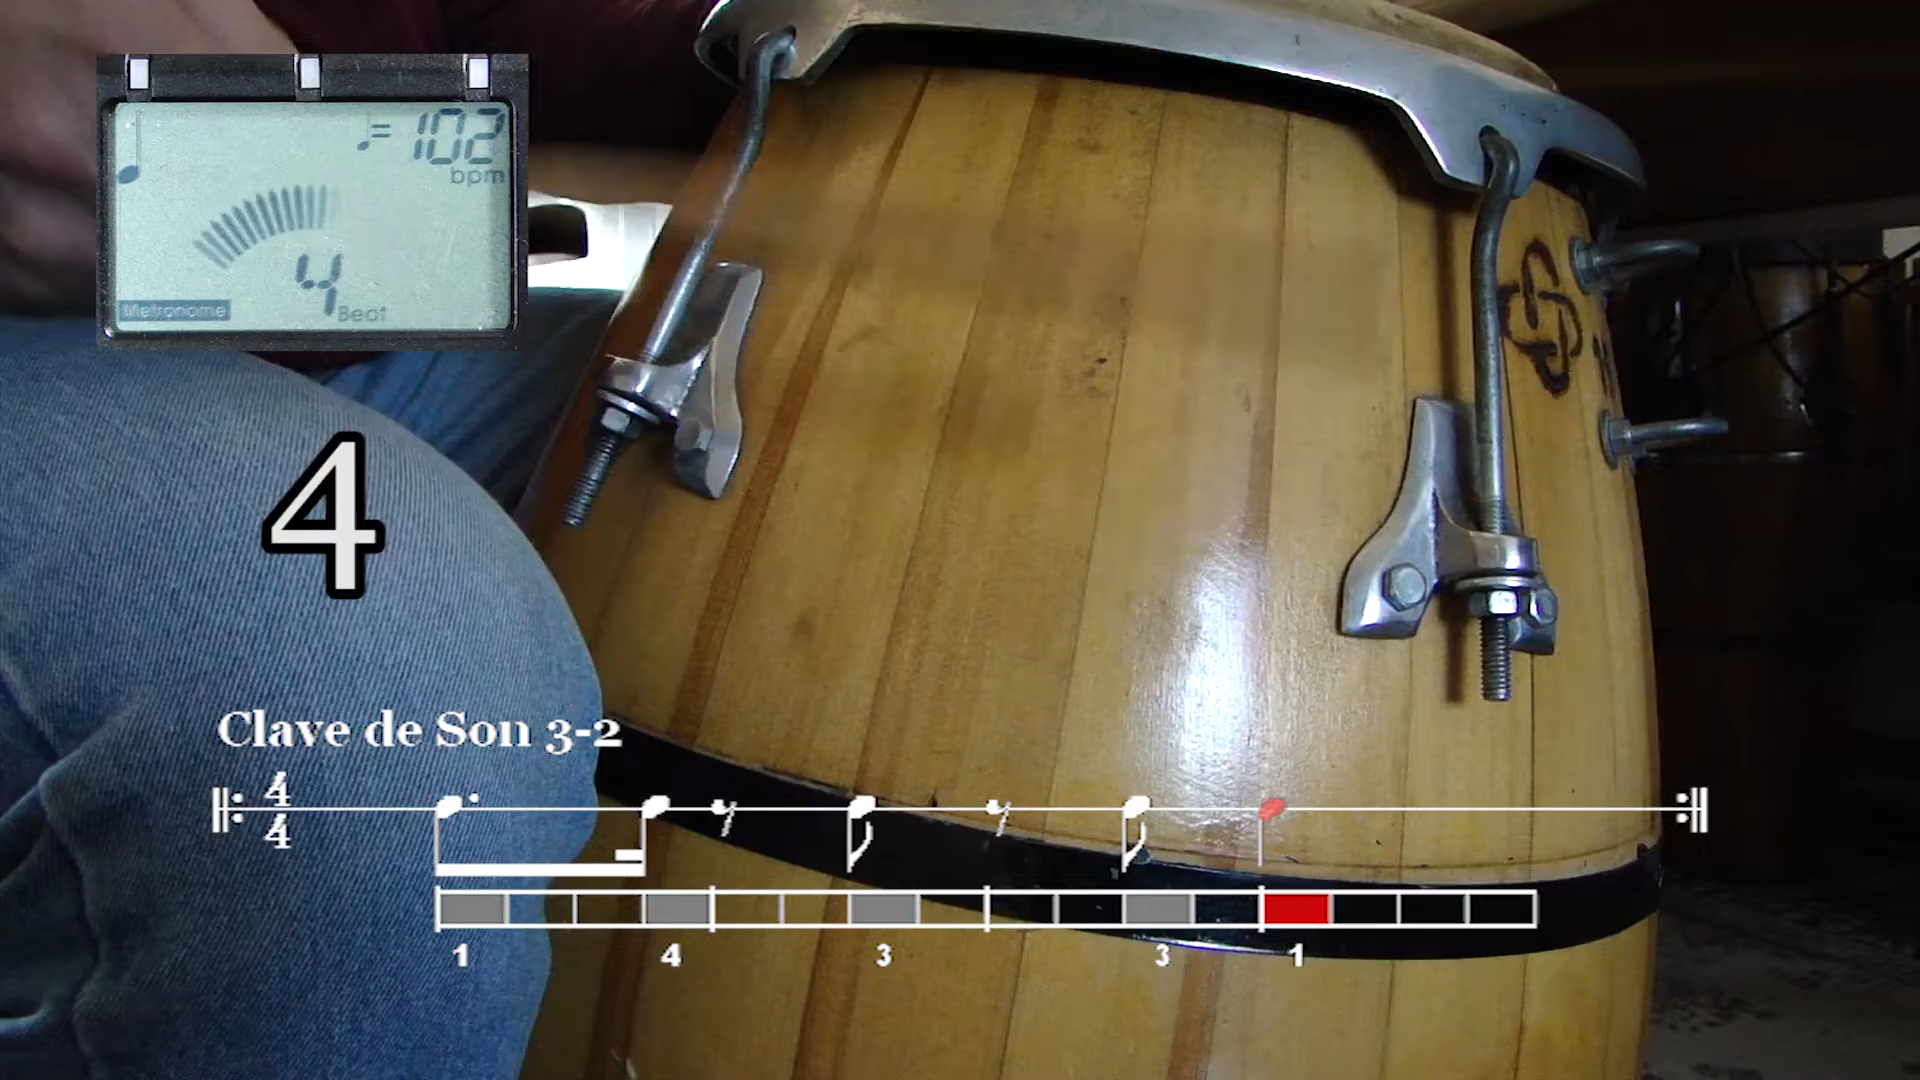 ♩= 102
bpm
4 Beat
Metronome
4
Clave de Son 3-2
4
4
1 4 3 3 1